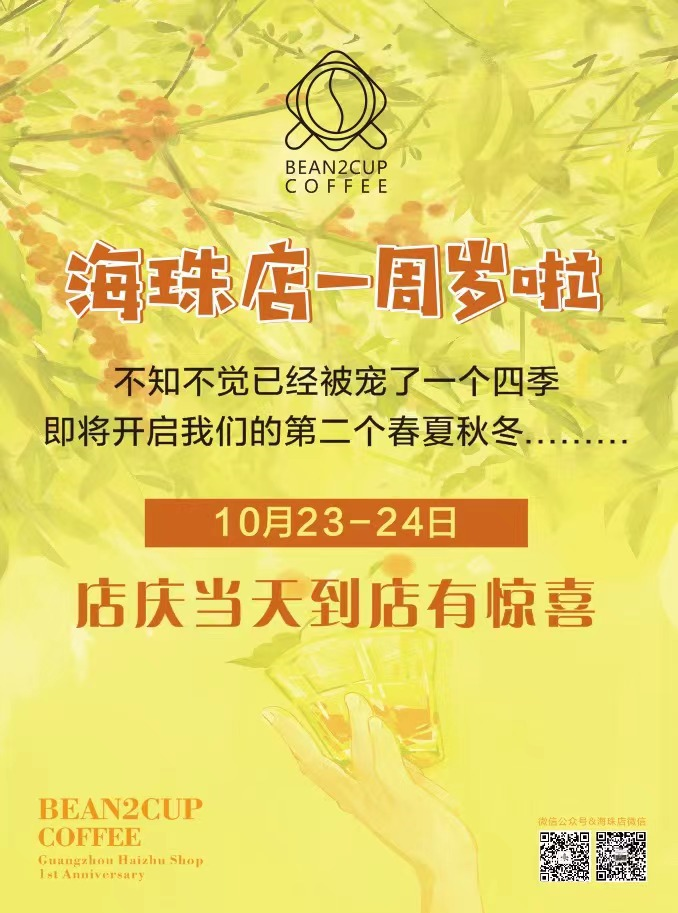 BEAN2CUP
COFFEE
海珠店一周岁啦
不知不觉已经被宠了一个四季
即将开启我们的第二个春夏秋冬.........
10月23-24日
店庆当天到店有惊喜
BEAN2CUP
COFFEE
Guangzhou Haizhu Shop
1st Anniversary
微信公众号&海珠店微信